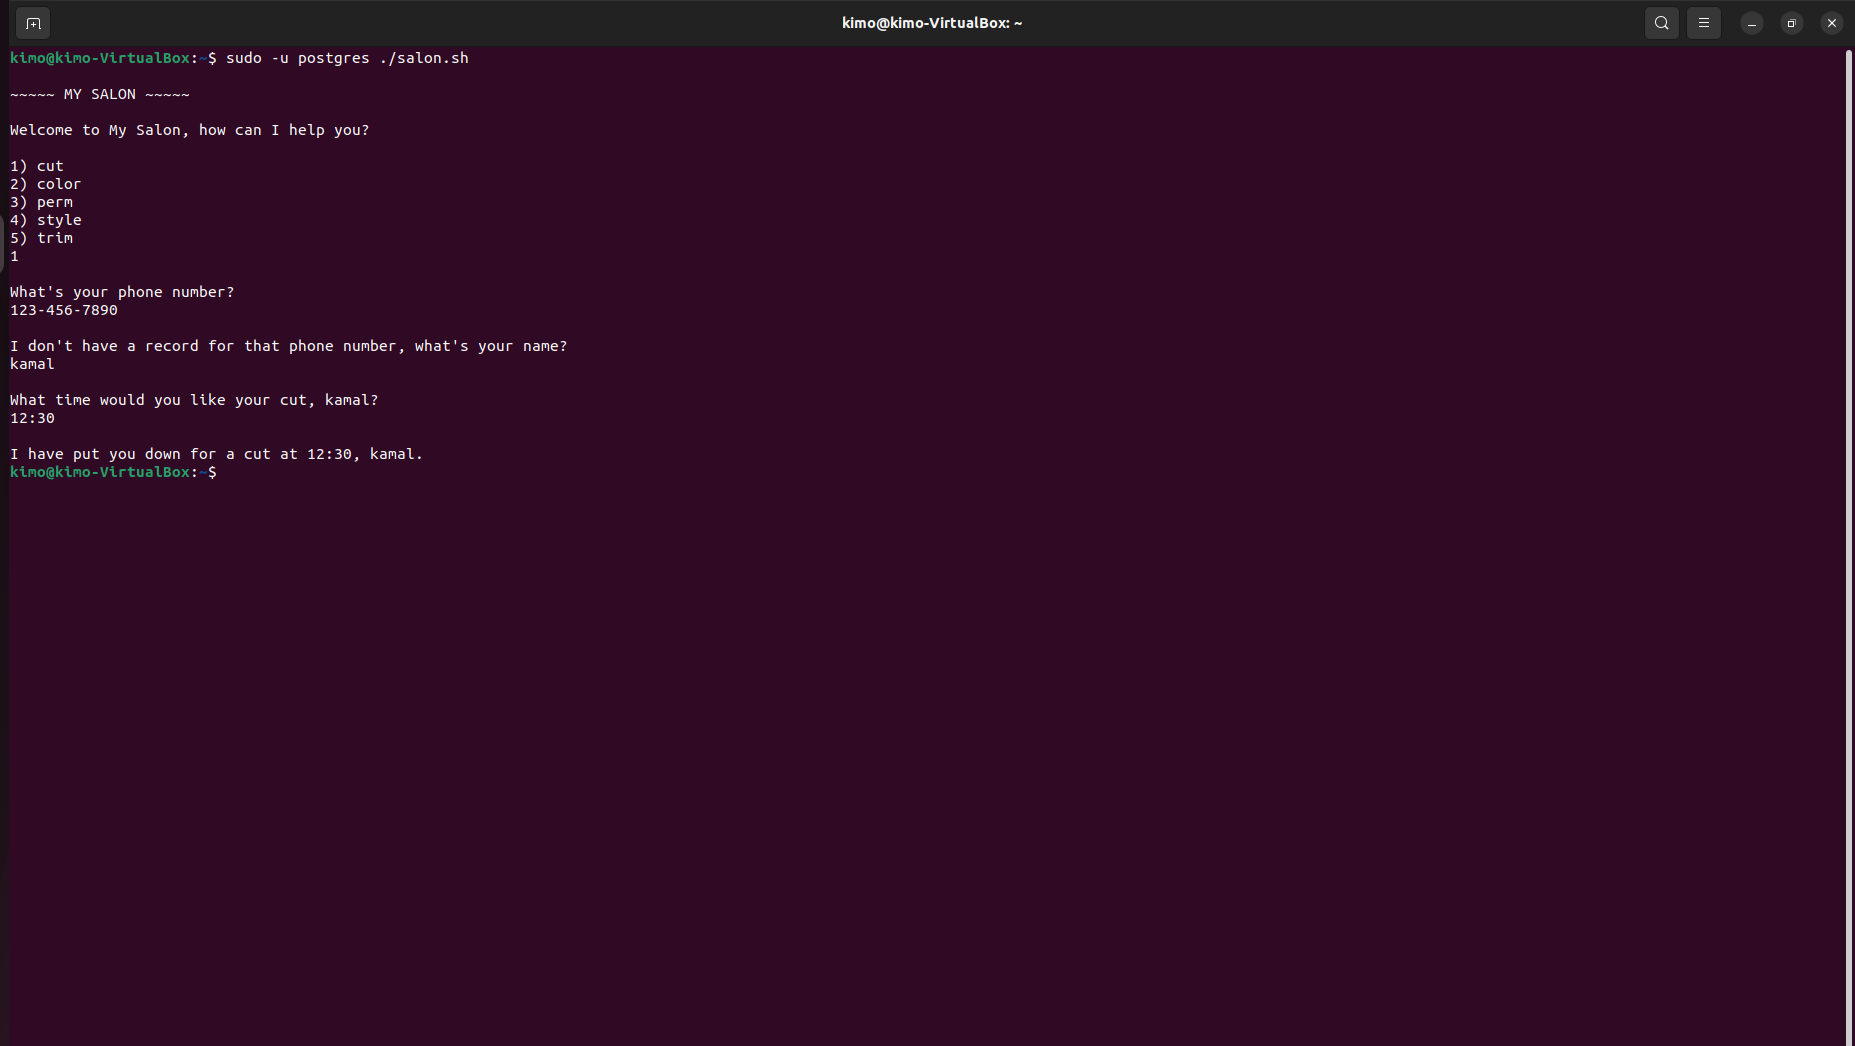 kimo@kimo-VirtualBox: ~
kimo@kimo-VirtualBox:~$ sudo -u postgres ./salon.sh
~~~~~ MY SALON ~~~~~
Welcome to My Salon, how can I help you?
1) cut
2) color
3) perm
4) style
5) trim
1
What's your phone number?
123-456-7890
I don't have a record for that phone number, what's your name?
kamal
What time would you like your cut, kamal?
12:30
I have put you down for a cut at 12:30, kamal.
kimo@kimo-VirtualBox:~$